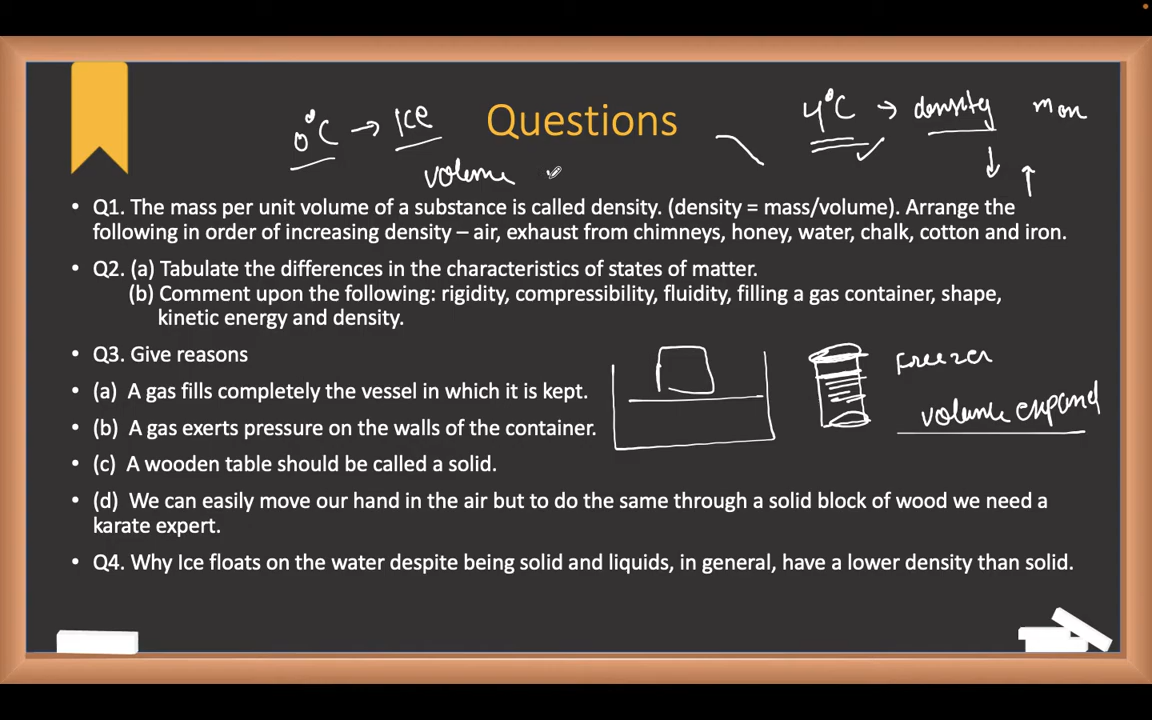 0°C → Ice
Questions
4°C → density
volume
• Q1. The mass per unit volume of a substance is called density. (density = mass/volume). Arrange the
following in order of increasing density – air, exhaust from chimneys, honey, water, chalk, cotton and iron.
• Q2. (a) Tabulate the differences in the characteristics of states of matter.
(b) Comment upon the following: rigidity, compressibility, fluidity, filling a gas container, shape,
kinetic energy and density.
• Q3. Give reasons
• (a) A gas fills completely the vessel in which it is kept.
• (b) A gas exerts pressure on the walls of the container.
• (c) A wooden table should be called a solid.
• (d) We can easily move our hand in the air but to do the same through a solid block of wood we need a
karate expert.
• Q4. Why Ice floats on the water despite being solid and liquids, in general, have a lower density than solid.
Freezer
volume expand